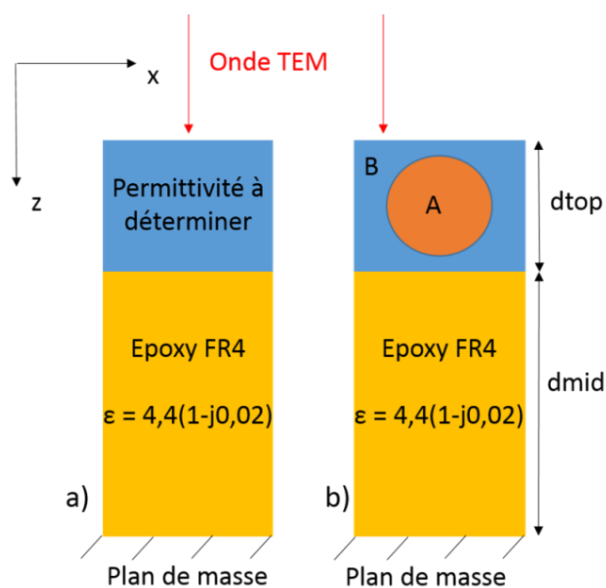 Onde TEM
x
z
Permittivité à
déterminer
B
A
dtop
Epoxy FR4
ε = 4,4(1-j0,02)
Epoxy FR4
ε = 4,4(1-j0,02)
dmid
a)
b)
Plan de masse
Plan de masse